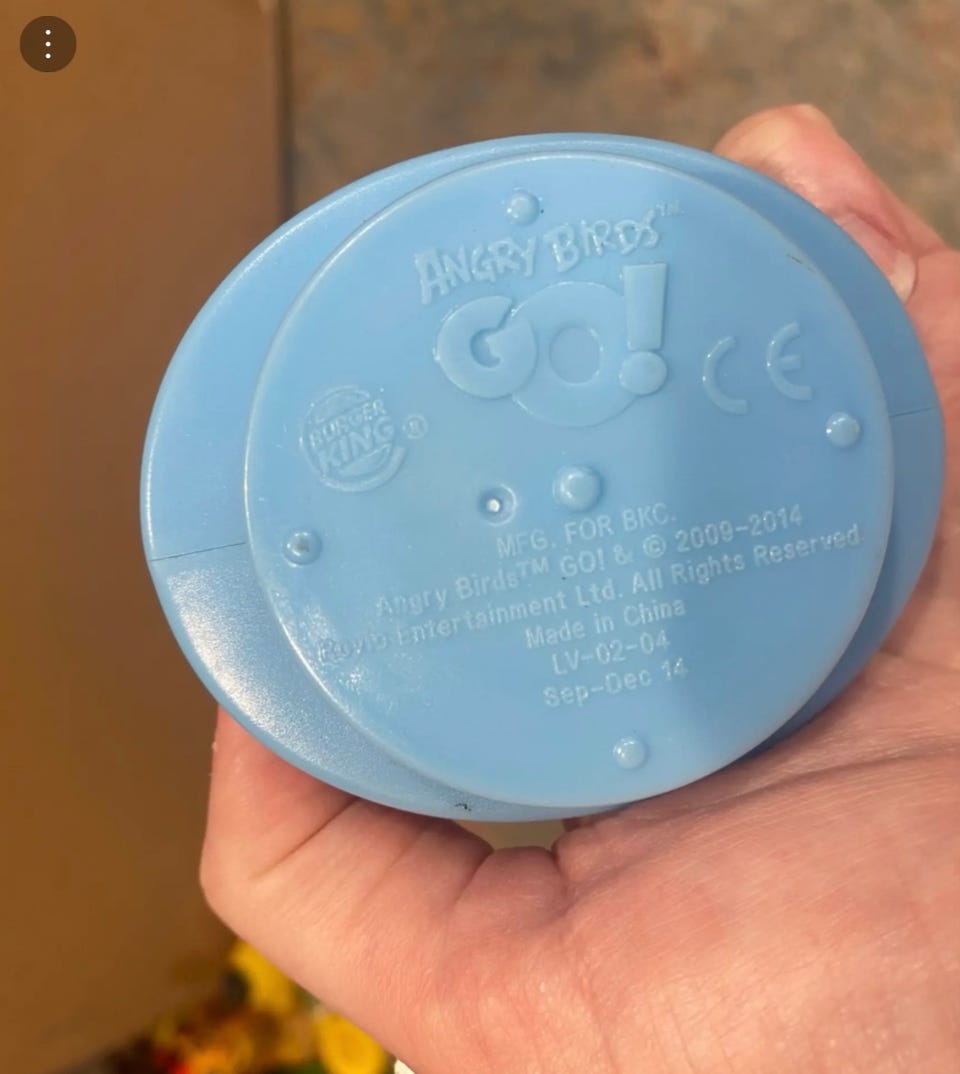 ANGRY BIRDS™
GO!
CE
BURGER
KING®
MFG. FOR BKC.
Angry Birds™ GO! & © 2009-2014
Rovio Entertainment Ltd. All Rights Reserved.
Made in China
LV-02-04
Sep-Dec 14